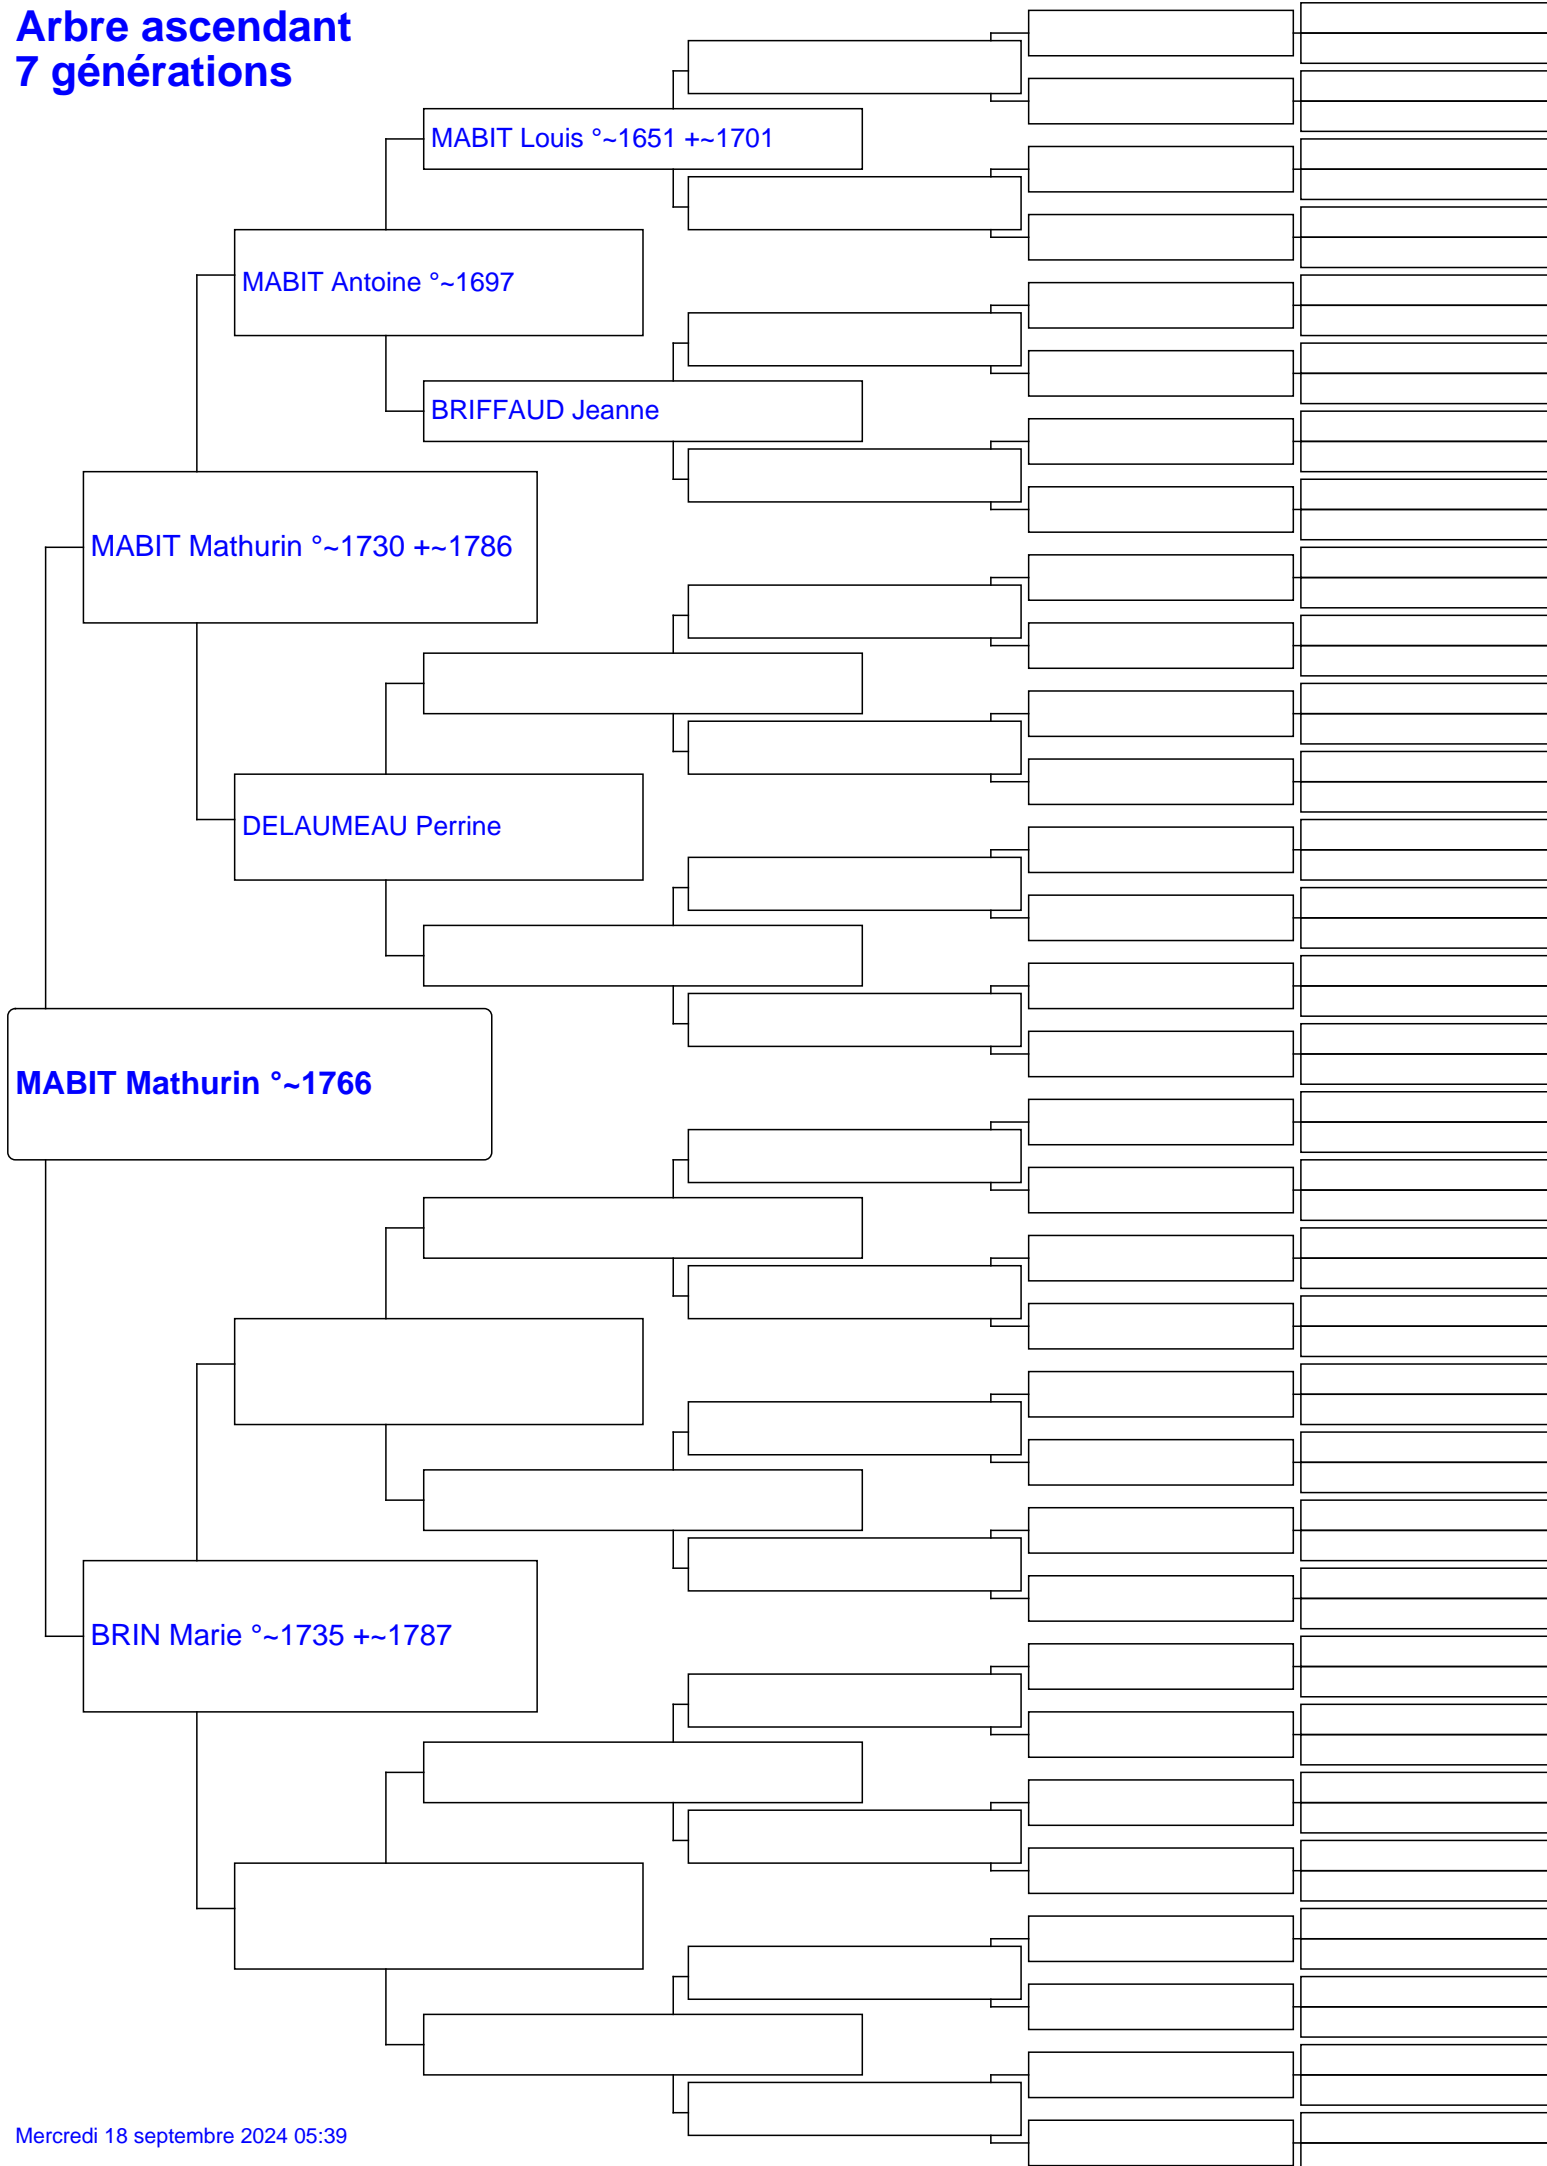 Arbre ascendant
7 générations
MABIT Louis °~1651 +~1701
MABIT Antoine °~1697
BRIFFAUD Jeanne
MABIT Mathurin °~1730 +~1786
DELAUMEAU Perrine
MABIT Mathurin °~1766
BRIN Marie °~1735 +~1787
Mercredi 18 septembre 2024 05:39